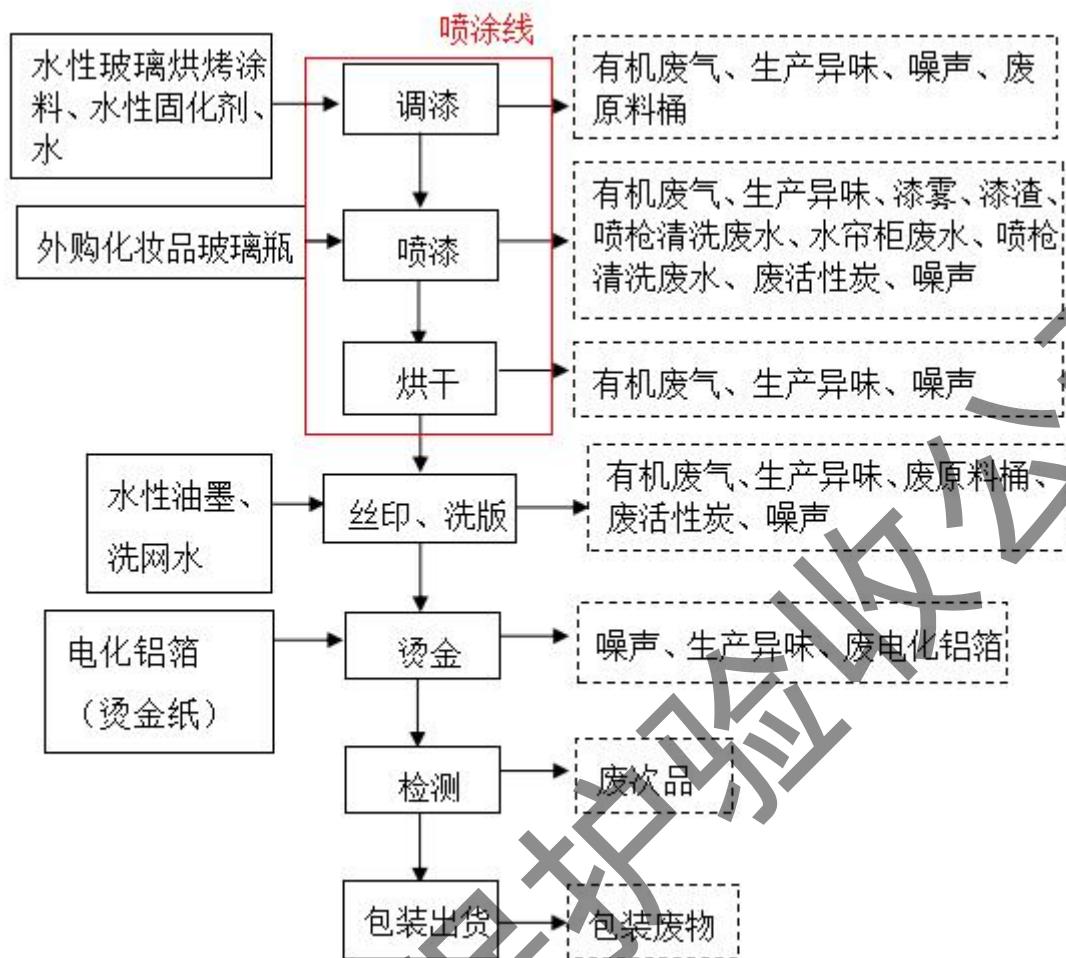 喷涂线
水性玻璃烘烤涂
料、水性固化剂、
水
调漆
有机废气、生产异味、噪声、废
原料桶
外购化妆品玻璃瓶
喷漆
有机废气、生产异味、漆雾、漆渣、
喷枪清洗废水、水帘柜废水、喷枪
清洗废水、废活性炭、噪声
烘干
有机废气、生产异味、噪声
水性油墨、
洗网水
丝印、洗版
有机废气、生产异味、废原料桶、
废活性炭、噪声
电化铝箔
（烫金纸）
烫金
噪声、生产异味、废电化铝箔
检测
废次品
包装出货
包装废物
保护验收公